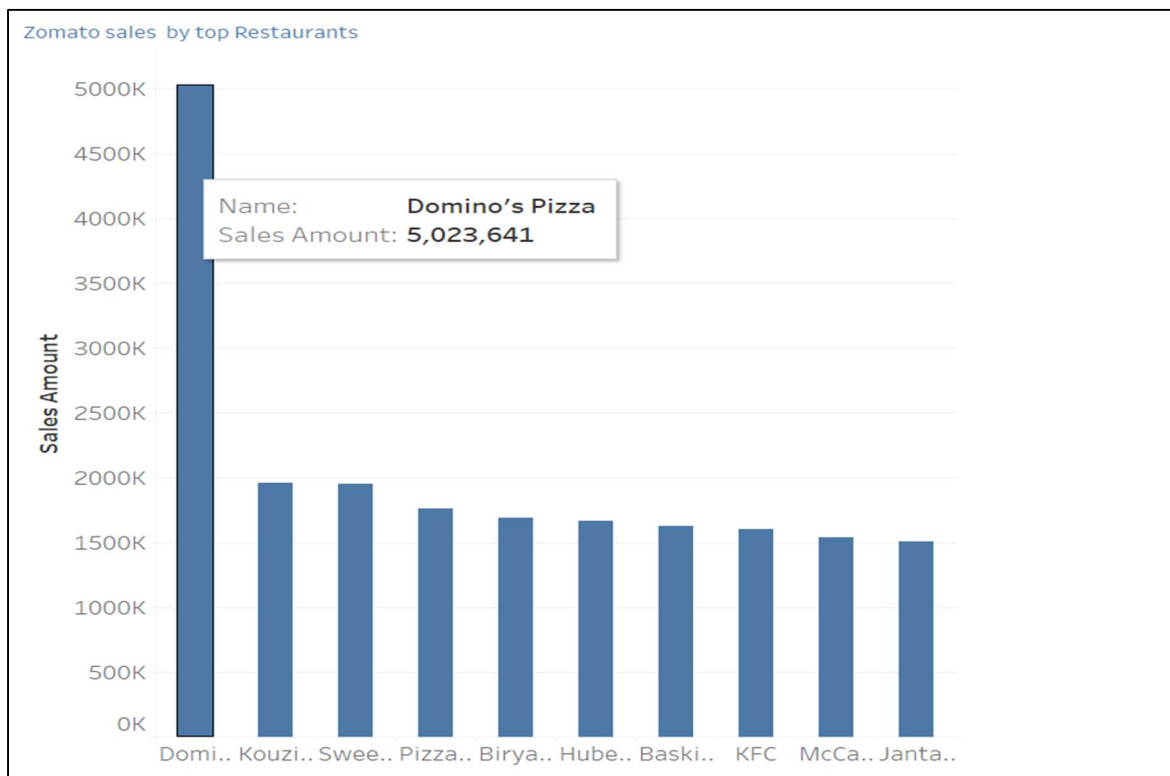 Zomato sales by top Restaurants
5000K
4500K
Name: Domino’s Pizza
Sales Amount: 5,023,641
4000K
3500K
3000K
2500K
2000K
1500K
1000K
500K
0K
Sales Amount
Domi.. Kouzi.. Swee.. Pizza.. Birya.. Hube.. Baski.. KFC McCa.. Janta..